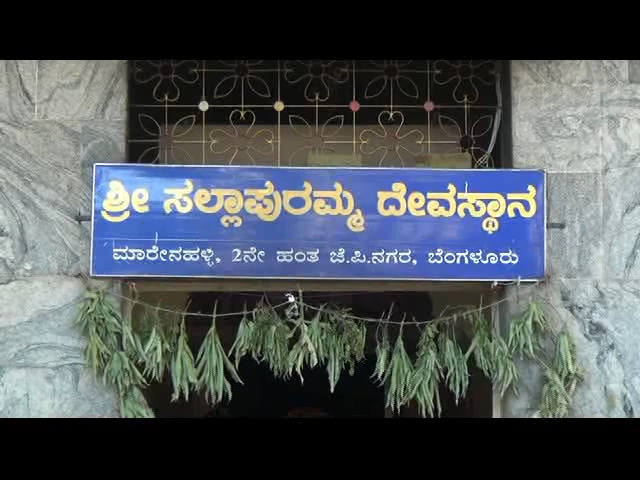 ಶ್ರೀ ಸಲ್ಲಾಪುರಮ್ಮ ದೇವಸ್ಥಾನ
ಮಾರೇನಹಳ್ಳಿ, 2ನೇ ಹಂತ ಜೆ.ಪಿ.ನಗರ, ಬೆಂಗಳೂರು